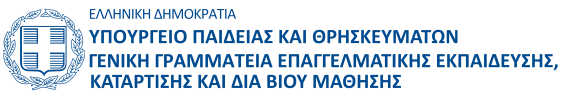 ΕΛΛΗΝΙΚΗ ΔΗΜΟΚΡΑΤΙΑ
ΥΠΟΥΡΓΕΙΟ ΠΑΙΔΕΙΑΣ ΚΑΙ ΘΡΗΣΚΕΥΜΑΤΩΝ
ΓΕΝΙΚΗ ΓΡΑΜΜΑΤΕΙΑ ΕΠΑΓΓΕΛΜΑΤΙΚΗΣ ΕΚΠΑΙΔΕΥΣΗΣ,
ΚΑΤΑΡΤΙΣΗΣ ΚΑΙ ΔΙΑ ΒΙΟΥ ΜΑΘΗΣΗΣ